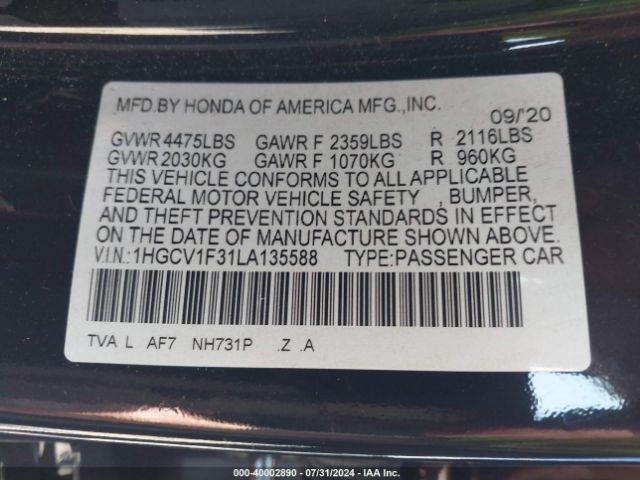 MFD.BY HONDA OF AMERICA MFG.,INC. 09/'20
GVWR 4475LBS GAWR F 2359LBS R 2116LBS
GVWR 2030KG GAWR F 1070KG R 960KG
THIS VEHICLE CONFORMS TO ALL APPLICABLE
FEDERAL MOTOR VEHICLE SAFETY , BUMPER,
AND THEFT PREVENTION STANDARDS IN EFFECT
ON THE DATE OF MANUFACTURE SHOWN ABOVE.
V.I.N.:1HGCV1F31LA135588 TYPE:PASSENGER CAR
TVA L AF7 NH731P .Z .A
000-40002890 - 07/31/2024 - IAA Inc.